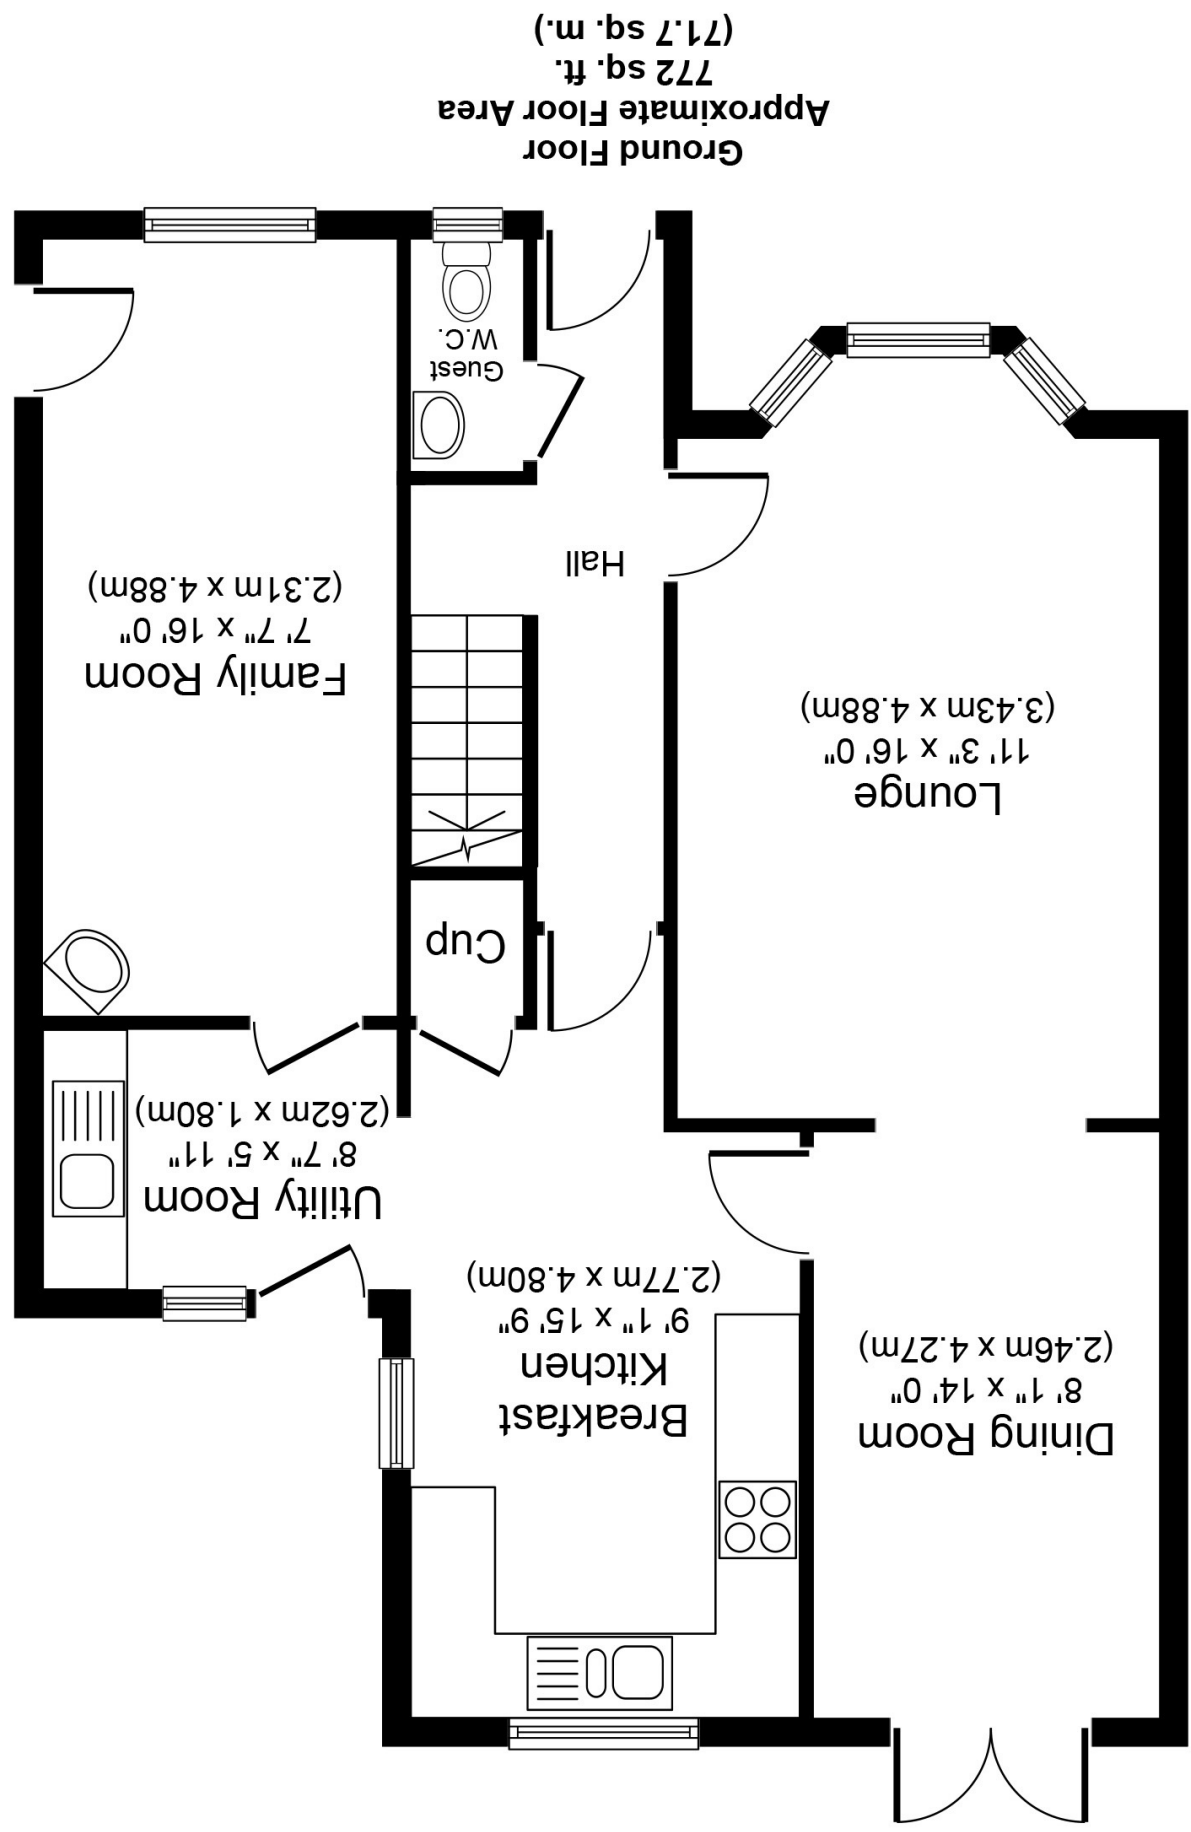 Dining Room
8' 1" x 14' 0"
(2.46m x 4.27m)
Breakfast
Kitchen
9' 1" x 15' 9"
(2.77m x 4.80m)
Utility Room
8' 7" x 5' 11"
(2.62m x 1.80m)
Cup
Lounge
11' 3" x 16' 0"
(3.43m x 4.88m)
Family Room
7' 7" x 16' 0"
(2.31m x 4.88m)
Hall
Guest
W.C.
Ground Floor
Approximate Floor Area
772 sq. ft.
(71.7 sq. m.)